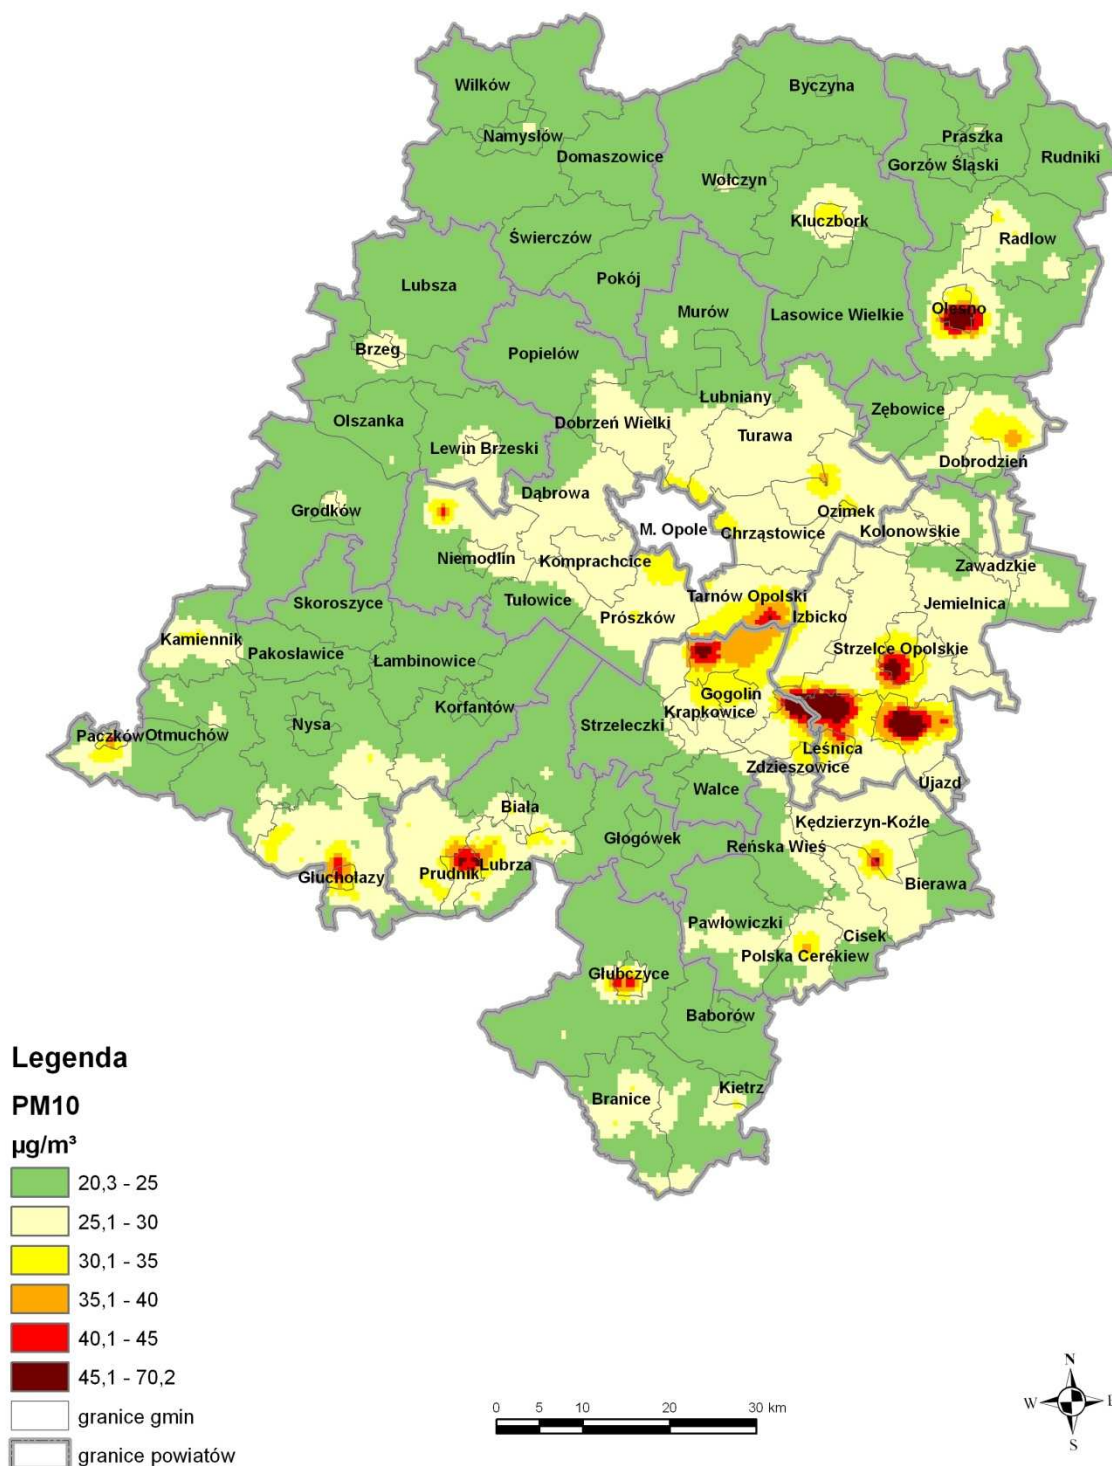 Wilków
Byczyna
Namysłów
Praszka
Domaszowice
Rudniki
Gorzów Śląski
Wołczyn
Kluczbork
Świerczów
Radlow
Pokój
Lubsza
Murów
Lasowice Wielkie
Olesno
Brzeg
Popielów
Łubniany
Olszanka
Zębowice
Dobrzeń Wielki
Turawa
Lewin Brzeski
Dobrodzień
Dąbrowa
Grodków
Ozimek
M. Opole
Chrząstowice
Kolonowskie
Niemodlin
Komprachcice
Zawadzkie
Tarnów Opolski
Skoroszyce
Tułowice
Jemielnica
Prószków
Izbicko
Kamiennik
Strzelce Opolskie
Pakosławice
Łambinowice
Gogolin
Korfantów
Krapkowice
Nysa
Strzeleczki
Paczków
Otmuchów
Leśnica
Zdzieszowice
Ujazd
Walce
Biała
Kędzierzyn-Koźle
Głogówek
Reńska Wieś
Lubrza
Prudnik
Głuchołazy
Bierawa
Pawłowiczki
Cisek
Polska Cerekiew
Głubczyce
Baborów
Kietrz
Branice
Legenda
PM10
µg/m³
20,3 - 25
25,1 - 30
30,1 - 35
35,1 - 40
40,1 - 45
45,1 - 70,2
granice gmin
granice powiatów
0 5 10 20 30 km
N
W E
S